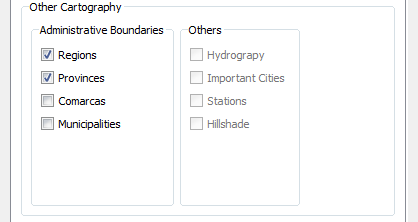 Other Cartography
Administrative Boundaries
Regions
Provinces
Comarcas
Municipalities
Others
Hydrograpy
Important Cities
Stations
Hillshade